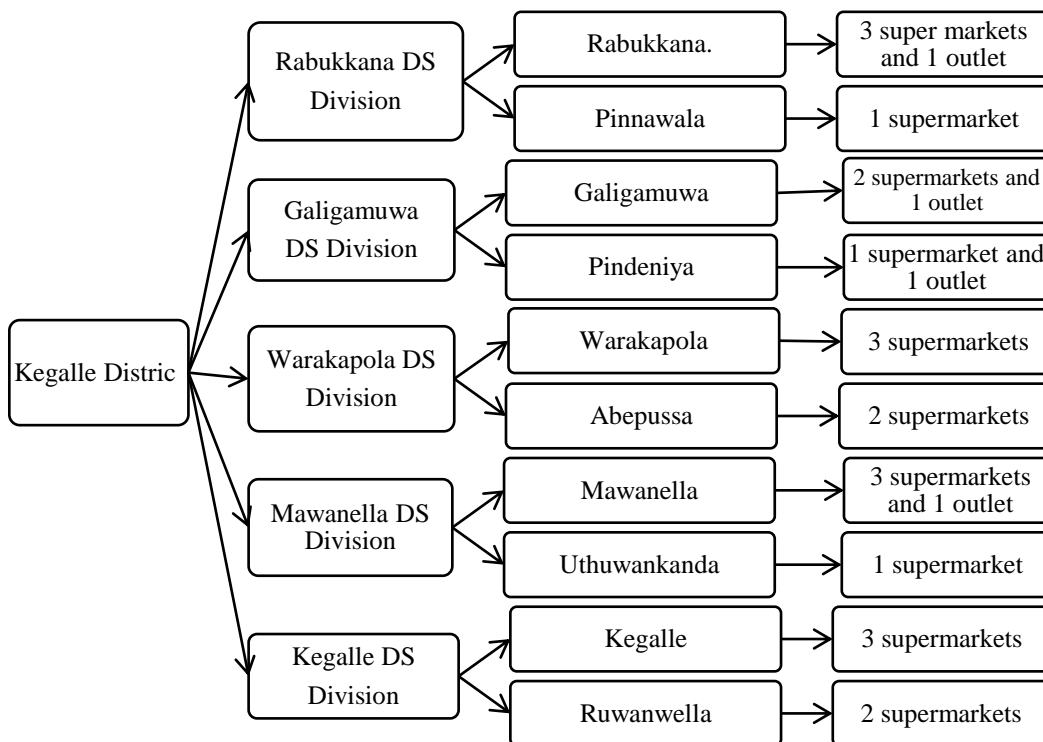 Kegalle Distric
Rabukkana DS
Division
Rabukkana.
3 super markets
and 1 outlet
Pinnawala
1 supermarket
Galigamuwa
DS Division
Galigamuwa
2 supermarkets and
1 outlet
Pindeniya
1 supermarket and
1 outlet
Warakapola DS
Division
Warakapola
3 supermarkets
Abepussa
2 supermarkets
Mawanella DS
Division
Mawanella
3 supermarkets
and 1 outlet
Uthuwankanda
1 supermarket
Kegalle DS
Division
Kegalle
3 supermarkets
Ruwanwella
2 supermarkets